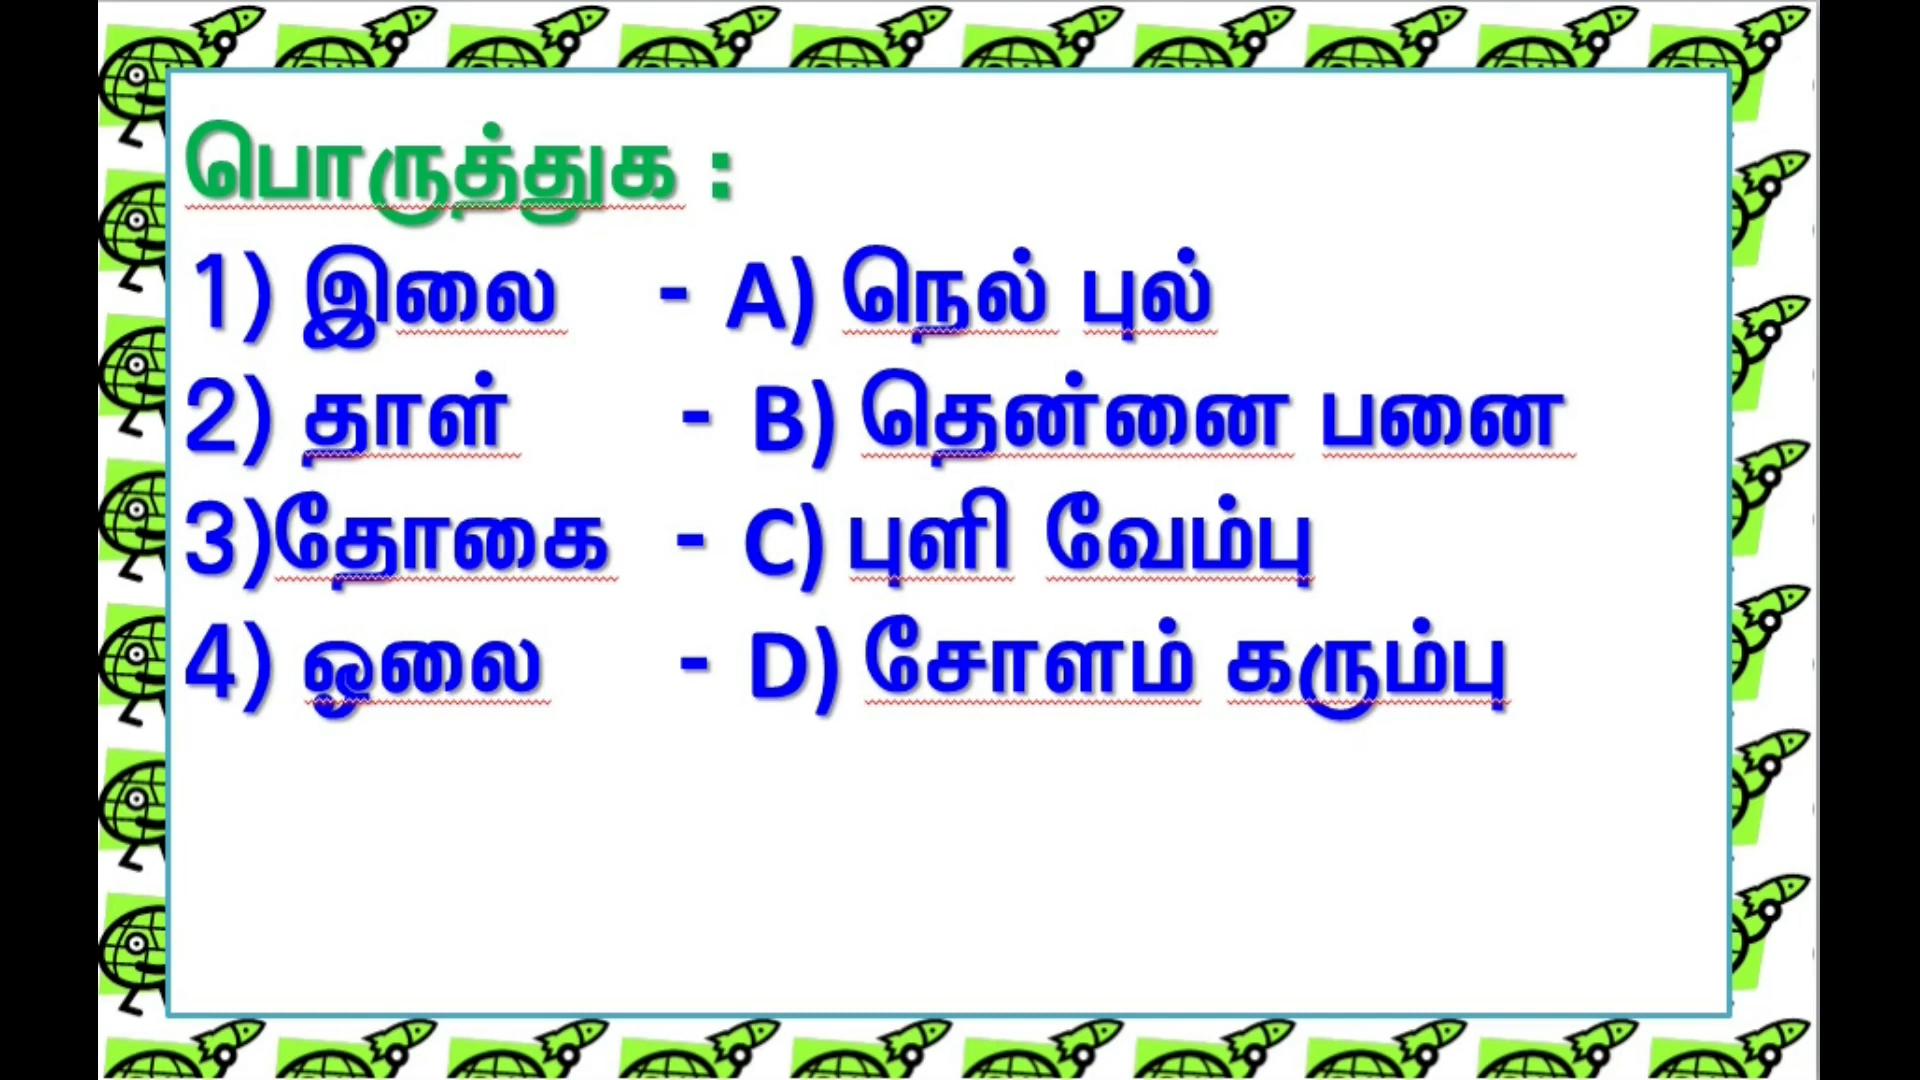 பொருத்துக :
1) இலை - A) நெல் புல்
2) தாள் - B) தென்னை பனை
3)தோகை - C) புளி வேம்பு
4) ஓலை - D) சோளம் கரும்பு